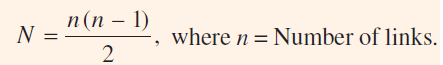 N = n(n – 1) / 2, where n = Number of links.